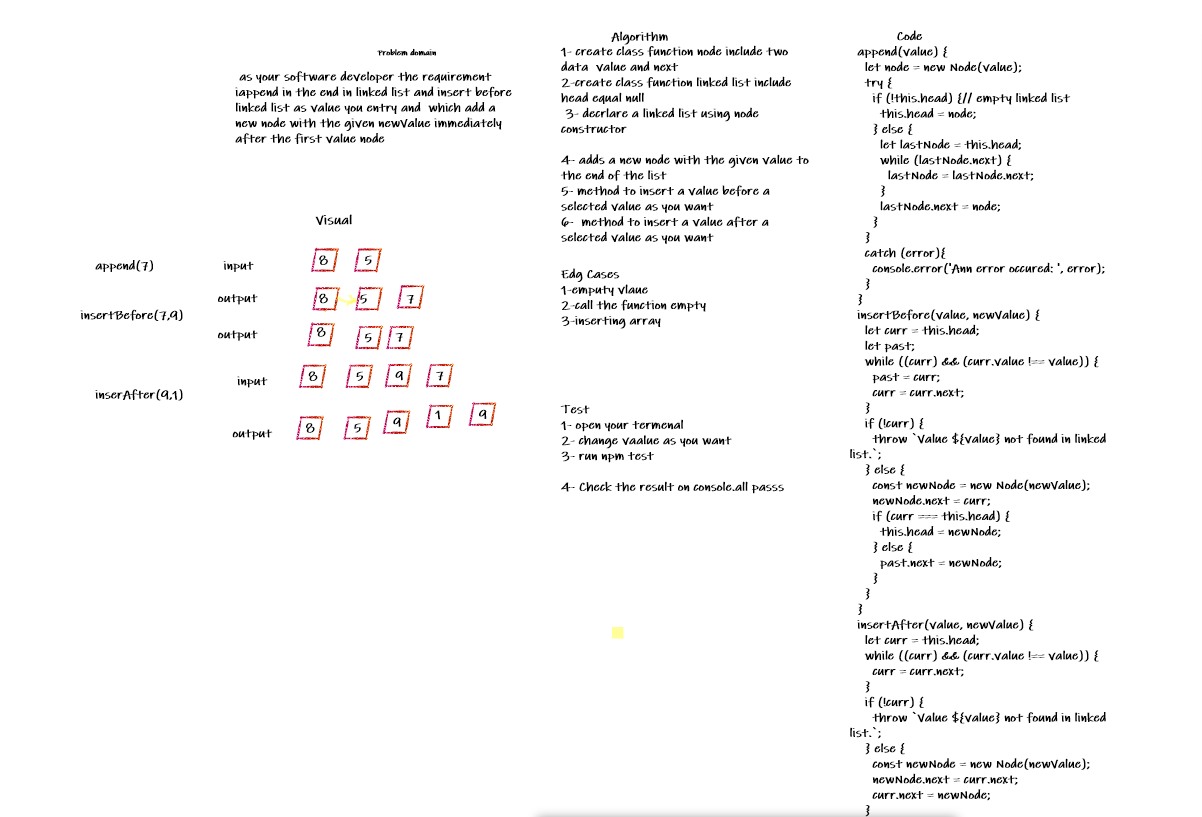 Problem domain
as your software developer the requirement
iappend in the end in linked list and insert before
linked list as value you entry and which add a
new node with the given newValue immediately
after the first value node
Visual
append(7)
input
8 5
output
8 5 7
insertBefore(7,9)
output
8 5 7
input
8 5 9 7
inserAfter(9,1)
output
8 5 9 1 9
Algorithm
1- create class function node include two
data value and next
2-create class function linked list include
head equal null
3- decrlare a linked list using node
constructor
4- adds a new node with the given value to
the end of the list
5- method to insert a value before a
selected value as you want
6- method to insert a value after a
selected value as you want
Edg Cases
1-emputy vlaue
2-call the function empty
3-inserting array
Test
1- open your termenal
2- change vaalue as you want
3- run npm test
4- Check the result on console.all passs
Code
append(value) {
let node = new Node(value);
try {
if (!this.head) {// empty linked list
this.head = node;
} else {
let lastNode = this.head;
while (lastNode.next) {
lastNode = lastNode.next;
}
lastNode.next = node;
}
}
catch (error){
console.error('Ann error occured: ', error);
}
}
insertBefore(value, newValue) {
let curr = this.head;
let past;
while ((curr) && (curr.value !== value)) {
past = curr;
curr = curr.next;
}
if (!curr) {
throw `Value ${value} not found in linked
list.`;
} else {
const newNode = new Node(newValue);
newNode.next = curr;
if (curr === this.head) {
this.head = newNode;
} else {
past.next = newNode;
}
}
}
insertAfter(value, newValue) {
let curr = this.head;
while ((curr) && (curr.value !== value)) {
curr = curr.next;
}
if (!curr) {
throw `Value ${value} not found in linked
list.`;
} else {
const newNode = new Node(newValue);
newNode.next = curr.next;
curr.next = newNode;
}